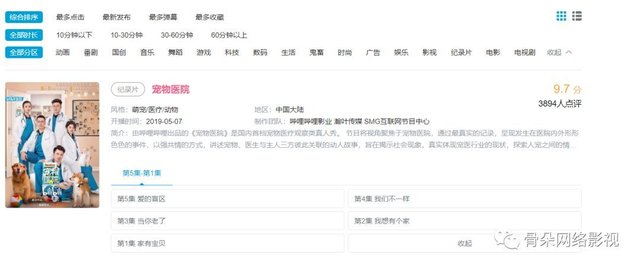 综合排序 最多点击 最新发布 最多弹幕 最多收藏
全部时长 10分钟以下 10-30分钟 30-60分钟 60分钟以上
全部分区 动画 番剧 国创 音乐 舞蹈 游戏 科技 数码 生活 鬼畜 时尚 广告 娱乐 影视 纪录片 电影 电视剧 收起
纪录片 宠物医院 9.7 分
3894人点评
风格: 萌宠/医疗/动物 地区: 中国大陆
开播时间: 2019-05-07 制作团队: 哔哩哔哩影业 瀚叶传媒 SMG互联网节目中心
简介: 由哔哩哔哩出品的《宠物医院》是国内首档宠物医疗观察类真人秀。 节目将视角聚焦于宠物医院，通过最真实的记录，呈现发生在医院内外形形
色色的事件，以强共情的方式，讲述宠物、医生与主人三方彼此关联的动人故事，旨在揭示社会现象，真实体现宠医行业的现状，探索人宠之间的情...
第5集-第1集
第5集 爱的盲区 第4集 我们不一样
第3集 当你老了 第2集 我想有个家
第1集 家有宝贝 收起
骨朵网络影视